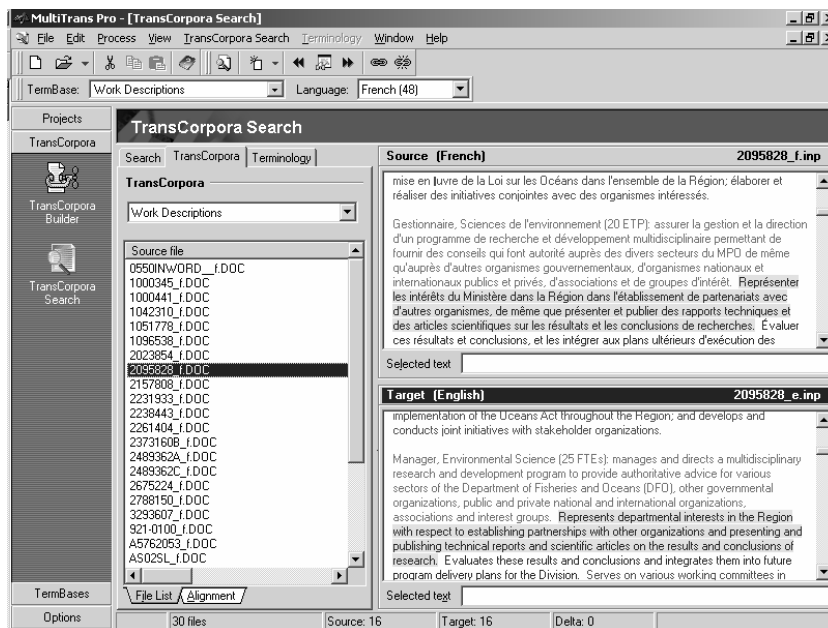 MultiTrans Pro - [TransCorpora Search]
File Edit Process View TransCorpora Search Terminology Window Help
TermBase: Work Descriptions Language: French (48)
Projects
TransCorpora
TransCorpora
Builder
TransCorpora
Search
TermBases
Options
TransCorpora Search
Search TransCorpora Terminology
TransCorpora
Work Descriptions
Source file
0550INWORD__f.DOC
1000345_f.DOC
1000441_f.DOC
1042310_f.DOC
1051778_f.DOC
1096538_f.DOC
2023854_f.DOC
2095828_f.DOC
2157808_f.DOC
2231933_f.DOC
2238443_f.DOC
2261404_f.DOC
2373160B_f.DOC
2489362A_f.DOC
2489362C_f.DOC
2675224_f.DOC
2788150_f.DOC
3293607_f.DOC
921-0100_f.DOC
A5762053_f.DOC
AS02SL_f.DOC
File List Alignment
Source (French) 2095828_f.inp
mise en luvre de la Loi sur les Océans dans l'ensemble de la Région; élaborer et
réaliser des initiatives conjointes avec des organismes intéressés.
Gestionnaire, Sciences de l'environnement (20 ETP): assurer la gestion et la direction
d'un programme de recherche et développement multidisciplinaire permettant de
fournir des conseils qui font autorité auprès des divers secteurs du MPO de même
qu'auprès d'autres organismes gouvernementaux, d'organismes nationaux et
internationaux publics et privés, d'associations et de groupes d'intérêt. Représenter
les intérêts du Ministère dans la Région dans l'établissement de partenariats avec
d'autres organismes, de même que présenter et publier des rapports techniques et
des articles scientifiques sur les résultats et les conclusions de recherches. Évaluer
ces résultats et conclusions, et les intégrer aux plans ultérieurs d'exécution des
Selected text
Target (English) 2095828_e.inp
implementation of the Oceans Act throughout the Region; and develops and
conducts joint initiatives with stakeholder organizations.
Manager, Environmental Science (25 FTEs): manages and directs a multidisciplinary
research and development program to provide authoritative advice for various
sectors of the Department of Fisheries and Oceans (DFO), other governmental
organizations, public and private national and international organizations,
associations and interest groups. Represents departmental interests in the Region
with respect to establishing partnerships with other organizations and presenting and
publishing technical reports and scientific articles on the results and conclusions of
research. Evaluates these results and conclusions and integrates them into future
program delivery plans for the Division. Serves on various working committees in
Selected text
30 files Source: 16 Target: 16 Delta: 0